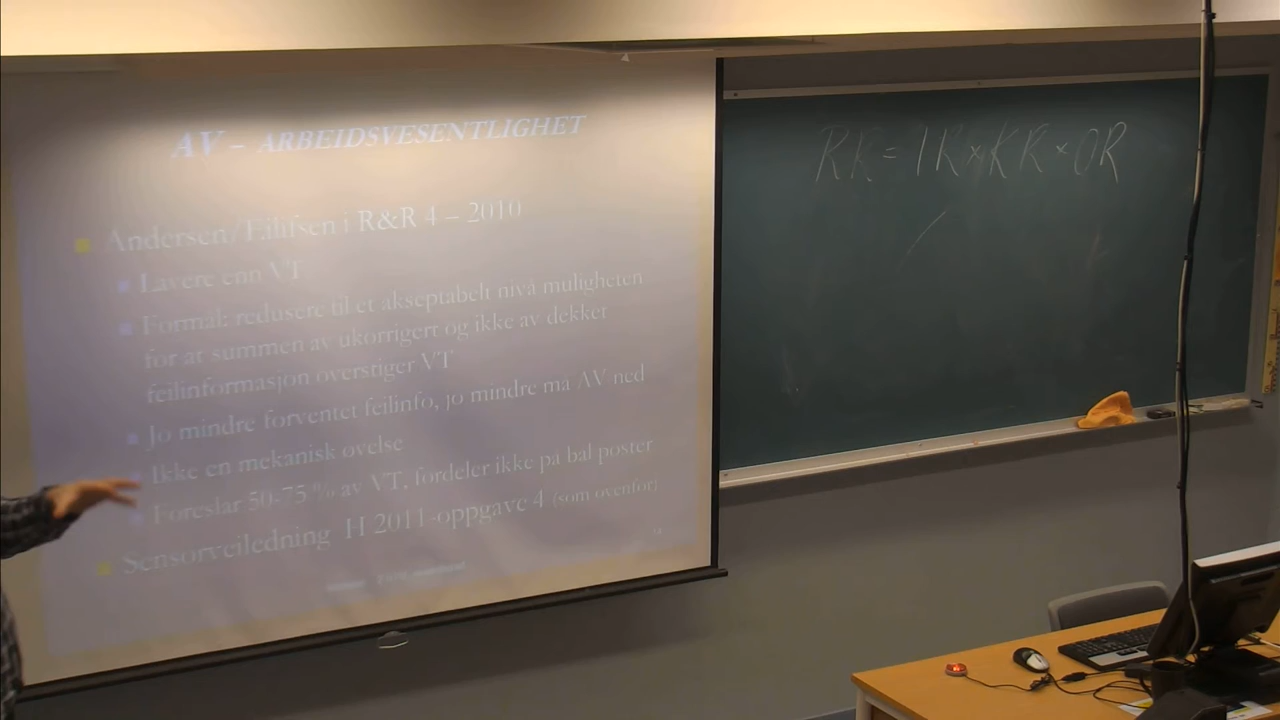 AV – ARBEIDSVESENTLIGHET
Andersen/Eilifsen i R&R 4 – 2010
Lavere enn VT
Formål: redusere til et akseptabelt nivå muligheten
for at summen av ukorrigert og ikke av dekket
feilinformasjon overstiger VT
Jo mindre forventet feilinfo, jo mindre må AV ned
Ikke en mekanisk øvelse
Foreslår 50-75 % av VT, fordeler ikke på bal poster
Sensorveiledning H 2011-oppgave 4 (som ovenfor)
RR = IR × KR × OR